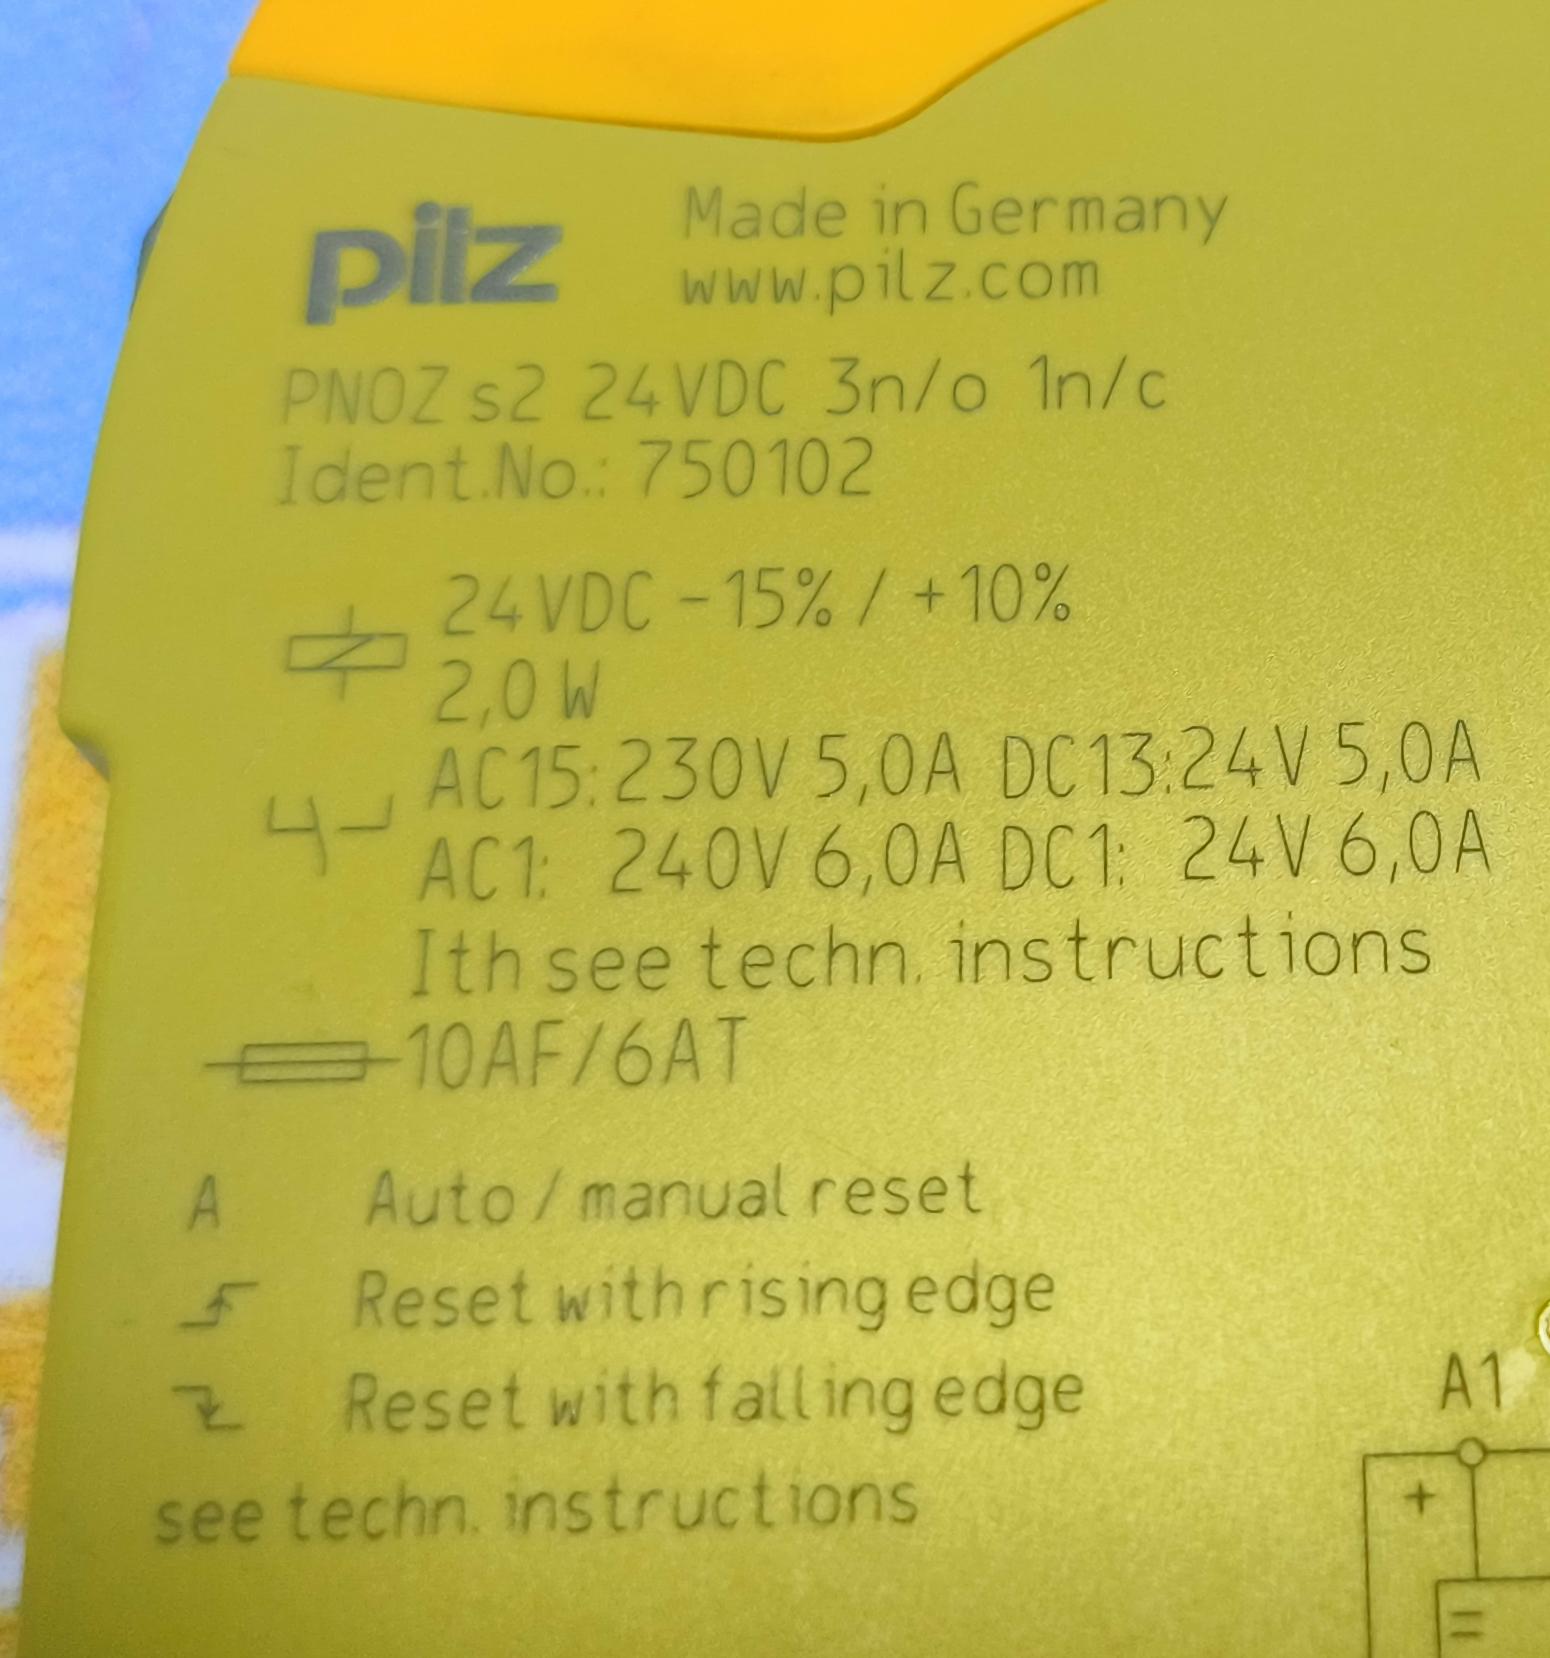 pilz
Made in Germany
www.pilz.com
PNOZ s2 24VDC 3n/o 1n/c
Ident.No.: 750102
24VDC -15% / +10%
2,0W
AC15:230V 5,0A DC13:24V 5,0A
AC1: 240V 6,0A DC1: 24V 6,0A
Ith see techn. instructions
10AF/6AT
A Auto / manual reset
Reset with rising edge
Reset with falling edge
see techn. instructions
A1
+
=